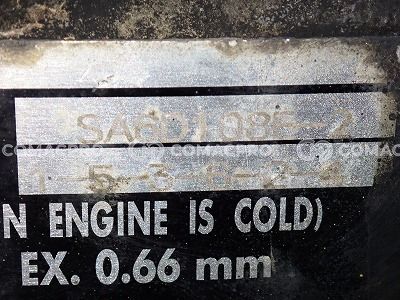 SA6D108E-2
1-5-3-6-2-4
N ENGINE IS COLD)
EX. 0.66 mm